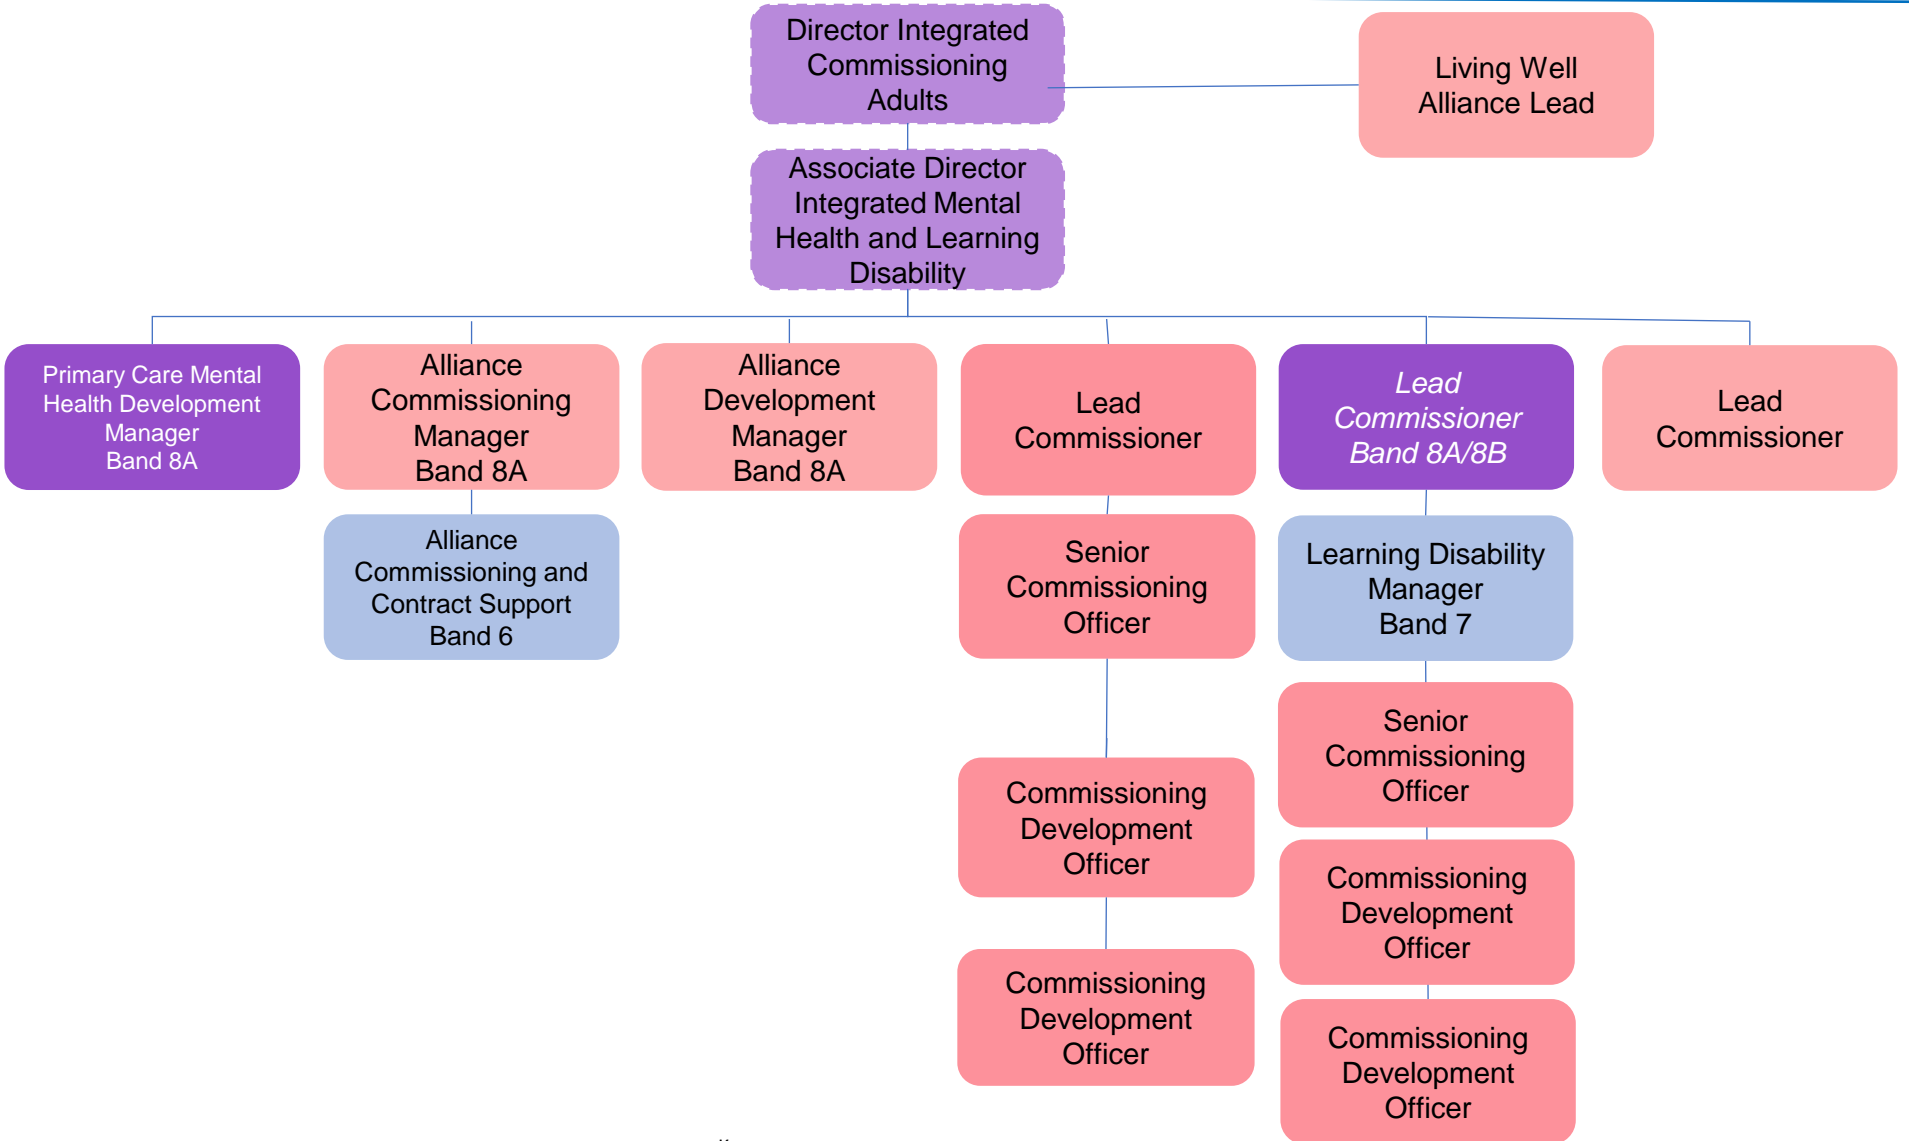 Director Integrated
Commissioning
Adults
Living Well
Alliance Lead
Associate Director
Integrated Mental
Health and Learning
Disability
Primary Care Mental
Health Development
Manager
Band 8A
Alliance
Commissioning
Manager
Band 8A
Alliance
Development
Manager
Band 8A
Lead
Commissioner
Lead
Commissioner
Band 8A/8B
Lead
Commissioner
Alliance
Commissioning and
Contract Support
Band 6
Senior
Commissioning
Officer
Learning Disability
Manager
Band 7
Senior
Commissioning
Officer
Commissioning
Development
Officer
Commissioning
Development
Officer
Commissioning
Development
Officer
Commissioning
Development
Officer